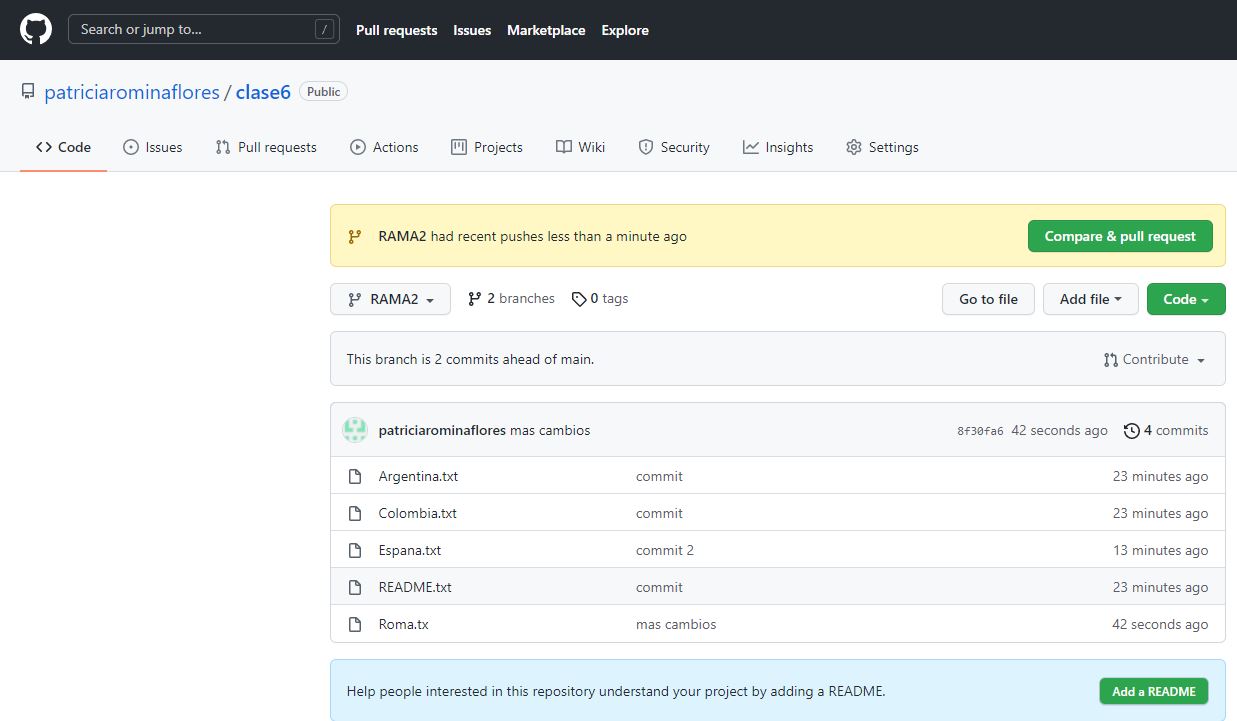 Search or jump to... /
Pull requests Issues Marketplace Explore
patriciarominaflores / clase6 Public
<> Code Issues Pull requests Actions Projects Wiki Security Insights Settings
RAMA2 had recent pushes less than a minute ago Compare & pull request
RAMA2 2 branches 0 tags Go to file Add file Code
This branch is 2 commits ahead of main. Contribute
patriciarominaflores mas cambios 8f30fa6 42 seconds ago 4 commits
Argentina.txt commit 23 minutes ago
Colombia.txt commit 23 minutes ago
Espana.txt commit 2 13 minutes ago
README.txt commit 23 minutes ago
Roma.tx mas cambios 42 seconds ago
Help people interested in this repository understand your project by adding a README. Add a README